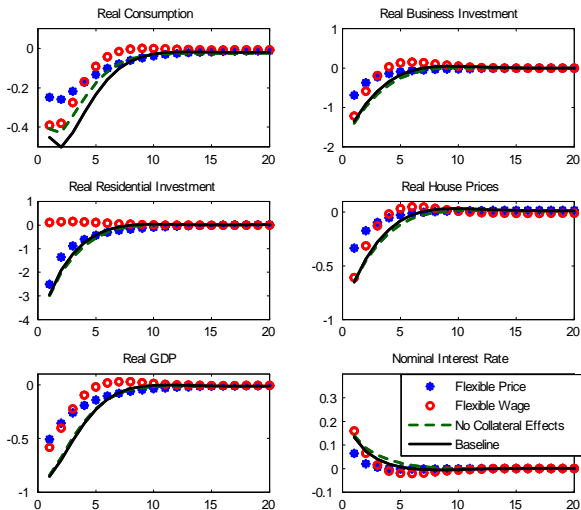 Real Consumption
Real Business Investment
0
-0.2
-0.4
0 5 10 15 20
1
0
-1
-2
0 5 10 15 20
Real Residential Investment
Real House Prices
1
0
-1
-2
-3
-4
0 5 10 15 20
0
-0.5
-1
0 5 10 15 20
Real GDP
Nominal Interest Rate
0
-0.5
-1
0 5 10 15 20
0.3
0.2
0.1
0
-0.1
0 5 10 15 20
Flexible Price
Flexible Wage
No Collateral Effects
Baseline